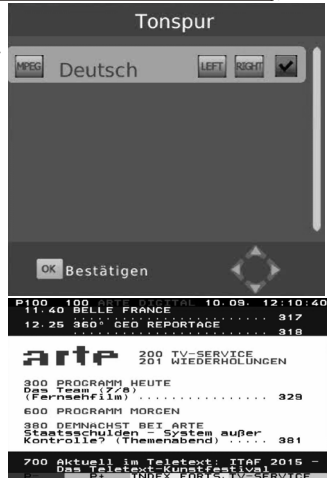 Tonspur
MPEG Deutsch LEFT RIGHT
OK Bestätigen
P100 100 ARTE DIGITAL 10.09. 12:10:40
11.40 BELLE FRANCE
.......................... 317
12.25 360° GEO REPORTAGE
.......................... 318
arte 200 TV-SERVICE
201 WIEDERHOLUNGEN
300 PROGRAMM HEUTE
Das Team (7/8)
(Fernsehfilm) ............... 329
600 PROGRAMM MORGEN
380 DEMNÄCHST BEI ARTE
Staatsschulden - System außer
Kontrolle? (Themenabend) ..... 381
700 Aktuell im Teletext: ITAF 2015 -
Das Teletext-Kunstfestival
P- P+ INDEX FORTS.TV-SERVICE